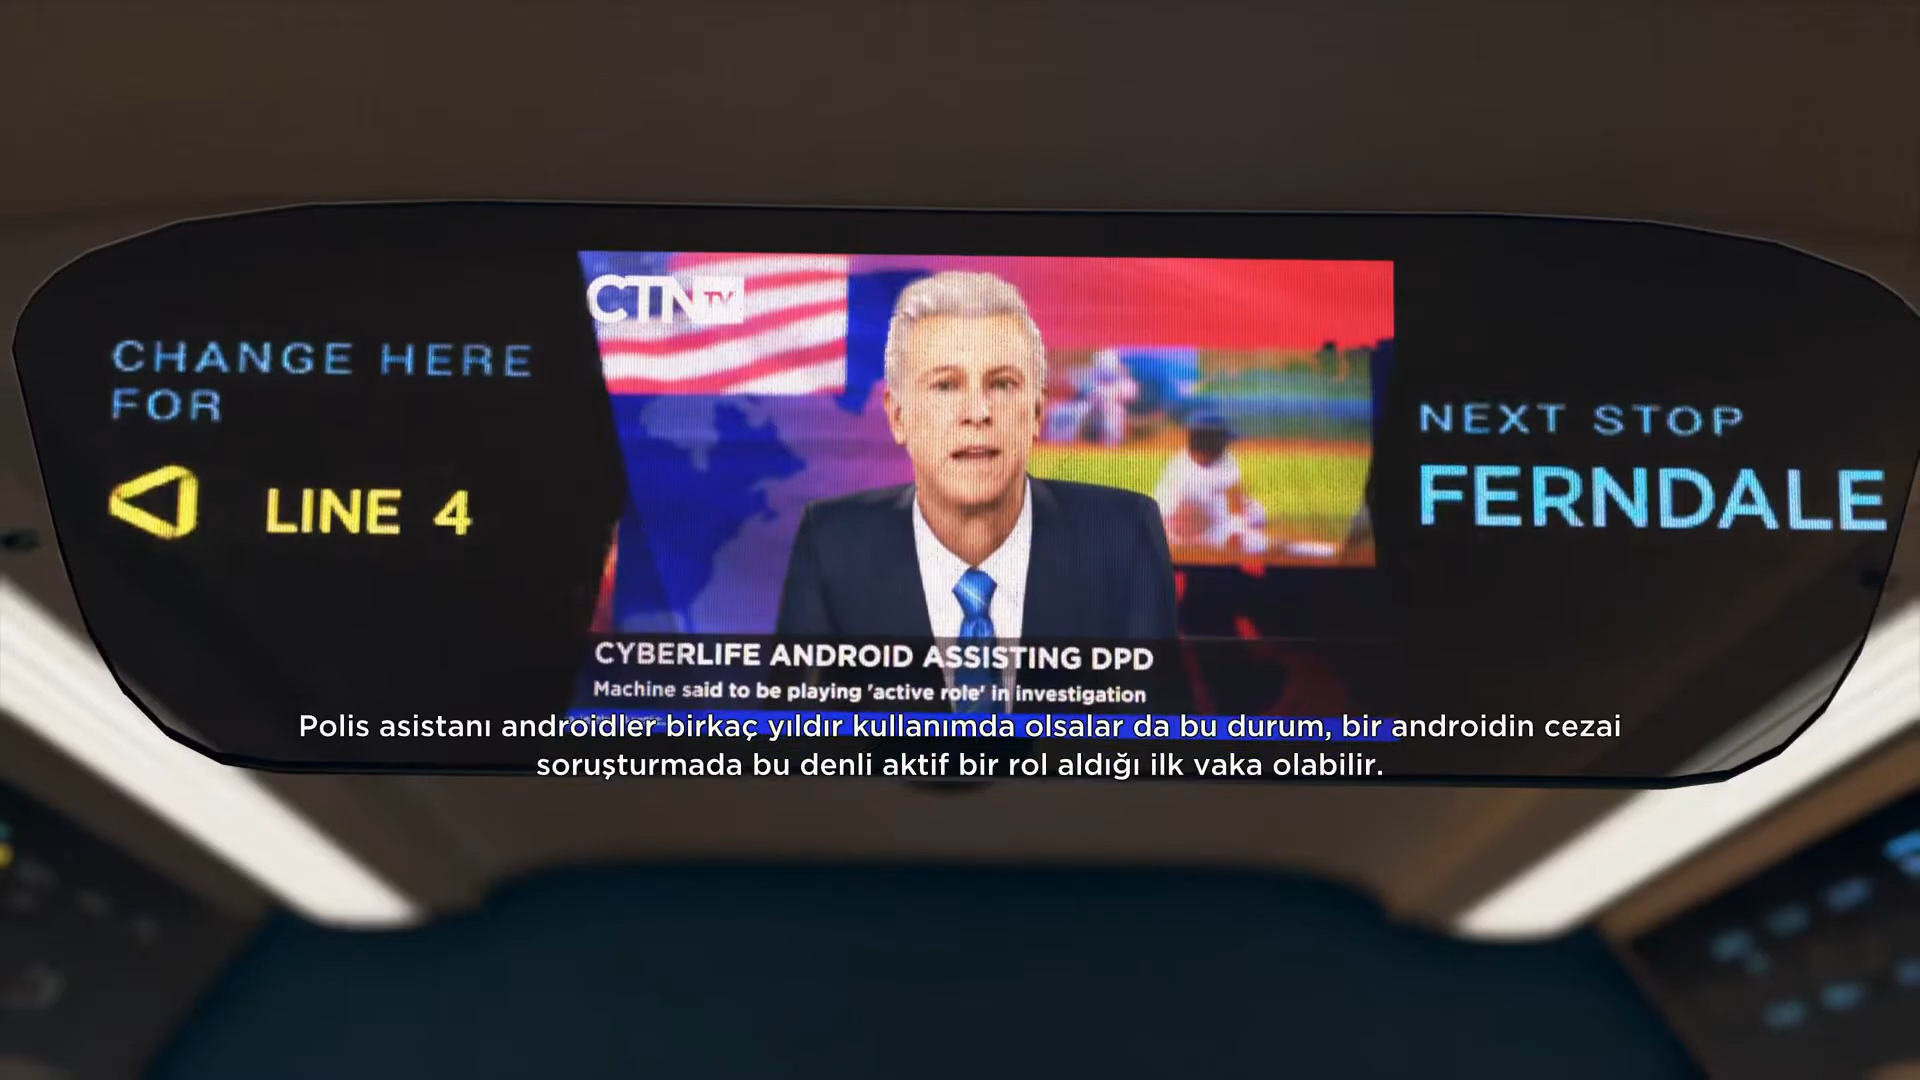 CTN TV
CHANGE HERE
FOR
LINE 4
NEXT STOP
FERNDALE
CYBERLIFE ANDROID ASSISTING DPD
Machine said to be playing 'active role' in investigation
Polis asistanı androidler birkaç yıldır kullanımda olsalar da bu durum, bir androidin cezai
soruşturmada bu denli aktif bir rol aldığı ilk vaka olabilir.